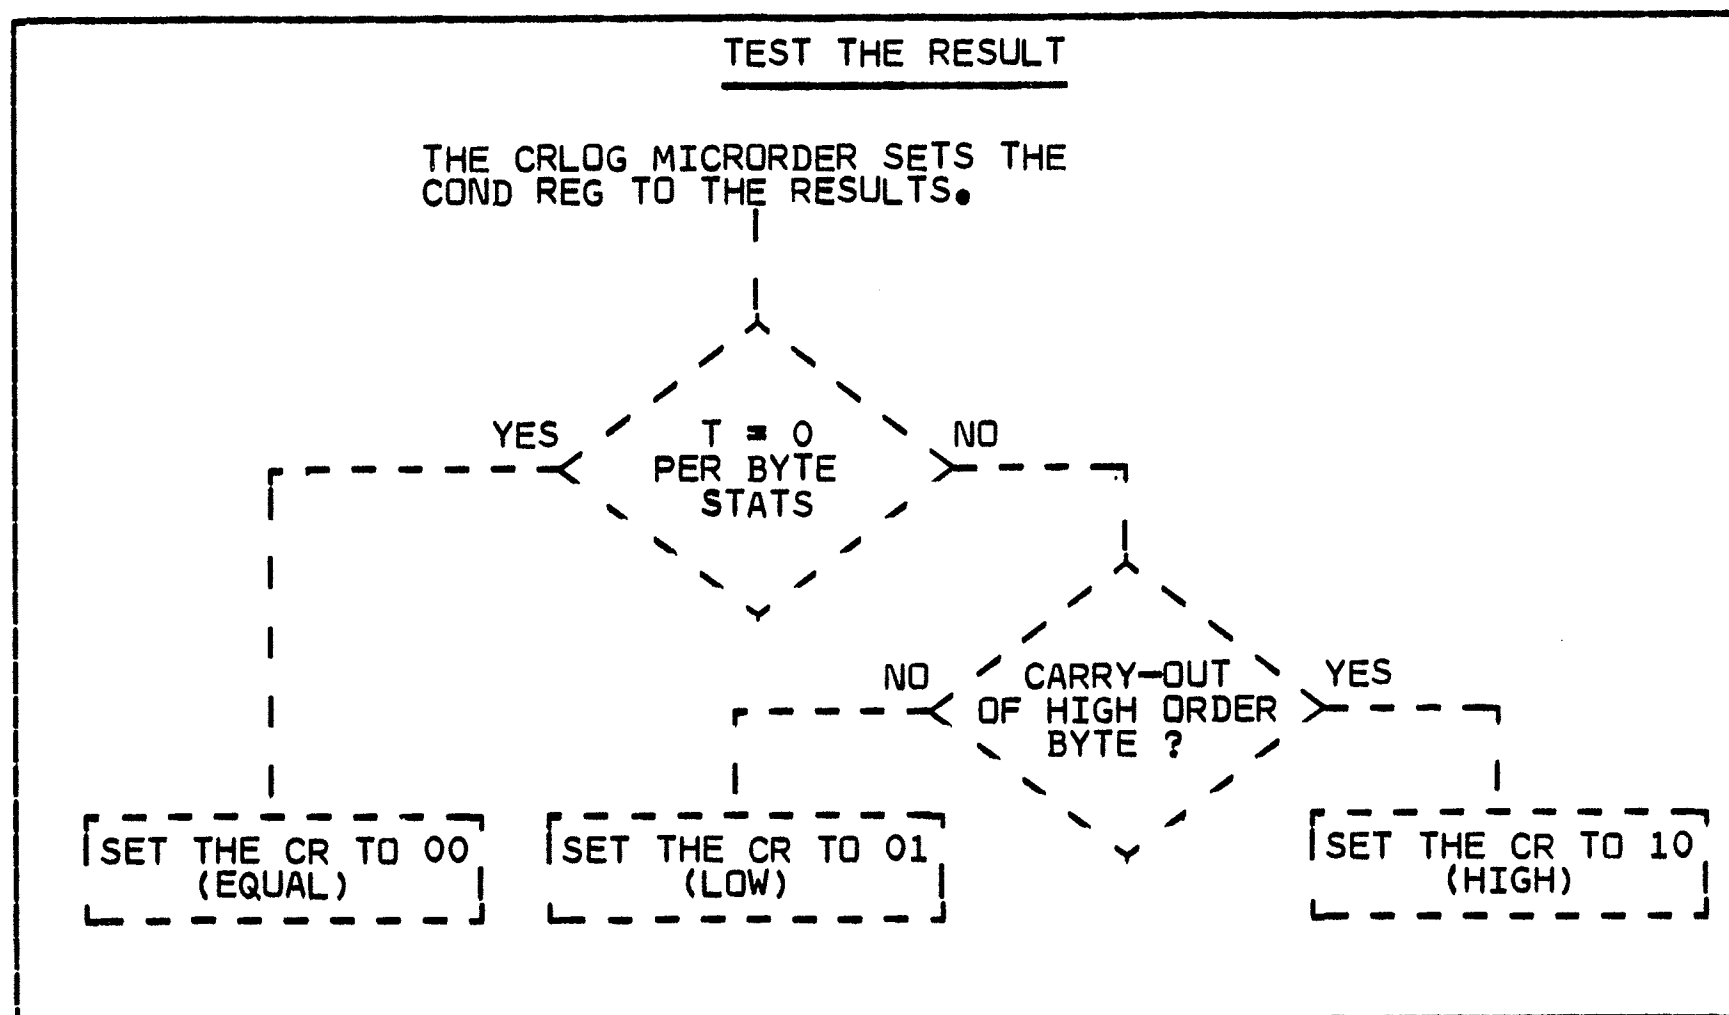 TEST THE RESULT
THE CRLOG MICRORDER SETS THE
COND REG TO THE RESULTS.
YES
T = 0
PER BYTE
STATS
NO
NO
CARRY-OUT
OF HIGH ORDER
BYTE ?
YES
SET THE CR TO 00
(EQUAL)
SET THE CR TO 01
(LOW)
SET THE CR TO 10
(HIGH)